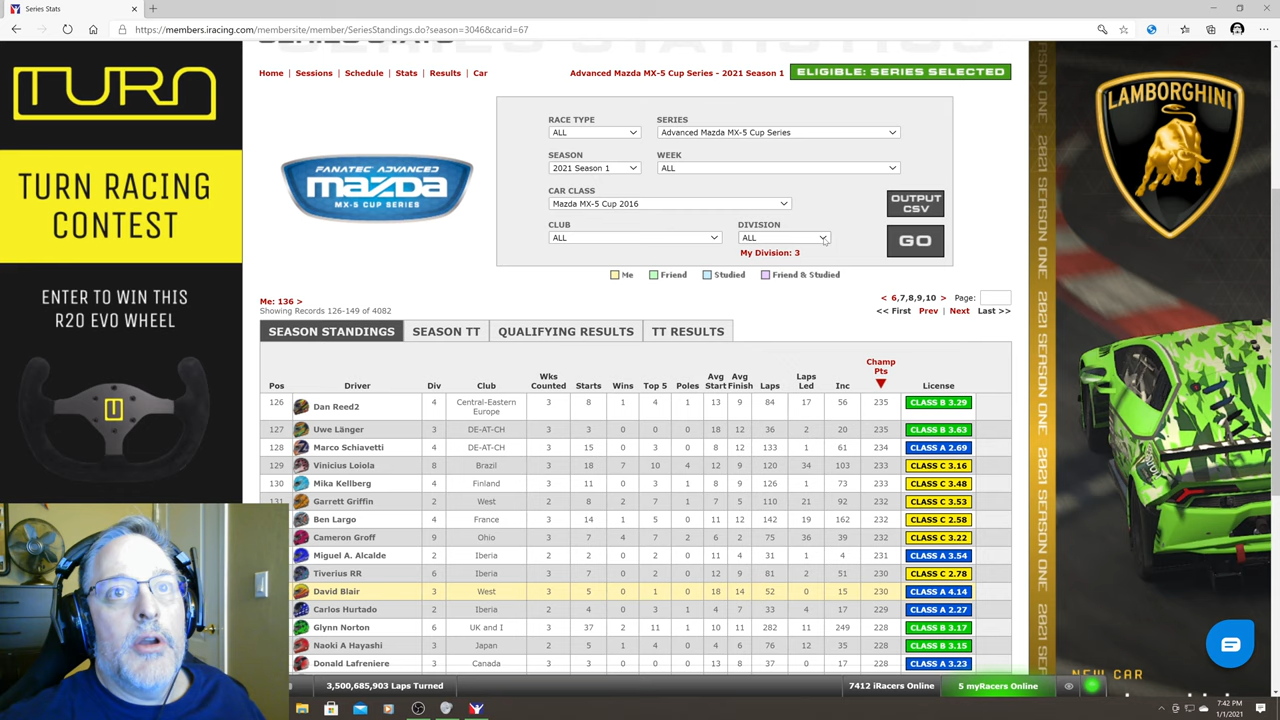 Series Stats
https://members.iracing.com/membersite/member/SeriesStandings.do?season=3046&carid=67
Home | Sessions | Schedule | Stats | Results | Car
Advanced Mazda MX-5 Cup Series - 2021 Season 1
ELIGIBLE: SERIES SELECTED
TURN
TURN RACING
CONTEST
ENTER TO WIN THIS
R20 EVO WHEEL
FANATEC ADVANCED
mazda
MX-5 CUP SERIES
RACE TYPE SERIES
ALL Advanced Mazda MX-5 Cup Series
SEASON WEEK
2021 Season 1 ALL
CAR CLASS
Mazda MX-5 Cup 2016
OUTPUT
CSV
CLUB DIVISION
ALL ALL
GO
My Division: 3
Me Friend Studied Friend & Studied
Me: 136 >
Showing Records 126-149 of 4082
< 6,7,8,9,10 > Page:
<< First Prev | Next Last >>
SEASON STANDINGS SEASON TT QUALIFYING RESULTS TT RESULTS
Pos Driver Div Club Wks Counted Starts Wins Top 5 Poles Avg Start Avg Finish Laps Laps Led Inc Champ Pts License
126 Dan Reed2 4 Central-Eastern Europe 3 8 1 4 1 13 9 84 17 56 235 CLASS B 3.29
127 Uwe Länger 3 DE-AT-CH 3 3 0 0 0 18 12 36 2 20 235 CLASS B 3.63
128 Marco Schiavetti 4 DE-AT-CH 3 15 0 3 0 8 12 133 1 61 234 CLASS A 2.69
129 Vinicius Loiola 8 Brazil 3 18 7 10 4 12 9 120 34 103 233 CLASS C 3.16
130 Mika Kellberg 4 Finland 3 11 0 3 1 8 9 126 1 73 233 CLASS C 3.48
131 Garrett Griffin 2 West 2 8 2 7 1 7 5 110 21 92 232 CLASS C 3.53
Ben Largo 4 France 3 14 1 5 0 11 12 142 19 162 232 CLASS C 2.58
Cameron Groff 9 Ohio 3 7 4 7 2 6 2 75 36 39 232 CLASS C 3.22
Miguel A. Alcalde 2 Iberia 2 2 0 2 0 11 4 31 1 4 231 CLASS A 3.54
Tiverius RR 6 Iberia 3 7 0 2 0 12 9 81 2 51 230 CLASS C 2.78
David Blair 3 West 3 5 0 1 0 18 14 52 0 15 230 CLASS A 4.14
Carlos Hurtado 2 Iberia 2 4 0 3 1 4 7 33 4 17 229 CLASS A 2.27
Glynn Norton 6 UK and I 3 37 2 11 0 10 11 282 11 249 228 CLASS B 3.17
Naoki A Hayashi 3 Japan 2 5 1 4 0 4 6 76 12 35 228 CLASS B 3.15
Donald Lafreniere 3 Canada 3 3 0 0 0 13 8 37 0 4 228 CLASS A 3.23
3,500,685,903 Laps Turned
7412 iRacers Online
5 myRacers Online
LAMBORGHINI
2021 SEASON ONE
NEW CAR
7:42 PM
1/1/2021